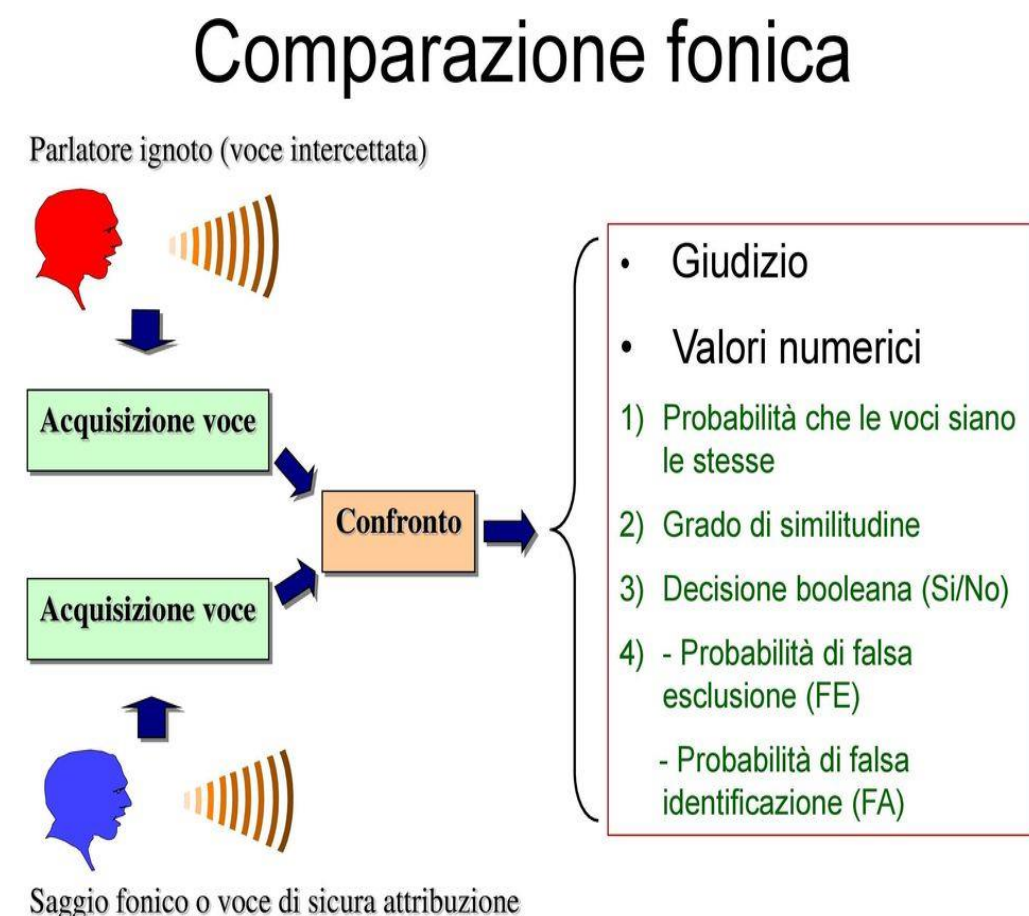 Comparazione fonica
Parlatore ignoto (voce intercettata)
Acquisizione voce
Confronto
Acquisizione voce
Saggio fonico o voce di sicura attribuzione
• Giudizio
• Valori numerici
1) Probabilità che le voci siano
le stesse
2) Grado di similitudine
3) Decisione booleana (Si/No)
4) - Probabilità di falsa
esclusione (FE)
- Probabilità di falsa
identificazione (FA)